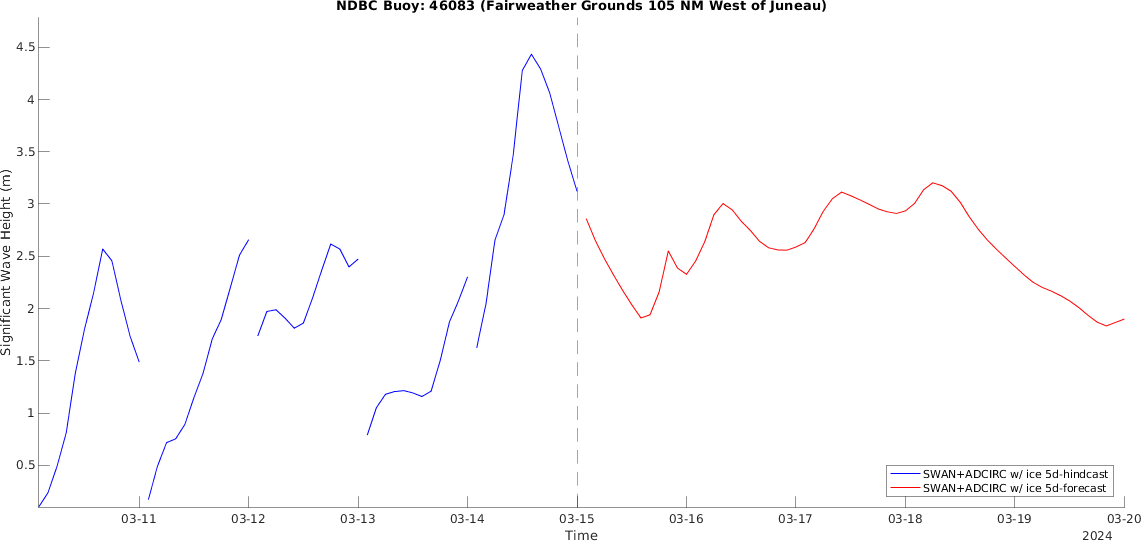 NDBC Buoy: 46083 (Fairweather Grounds 105 NM West of Juneau)
4.5
4
3.5
3
2.5
2
1.5
1
0.5
Significant Wave Height (m)
SWAN+ADCIRC w/ ice 5d-hindcast
SWAN+ADCIRC w/ ice 5d-forecast
03-11 03-12 03-13 03-14 03-15 03-16 03-17 03-18 03-19 03-20
Time
2024